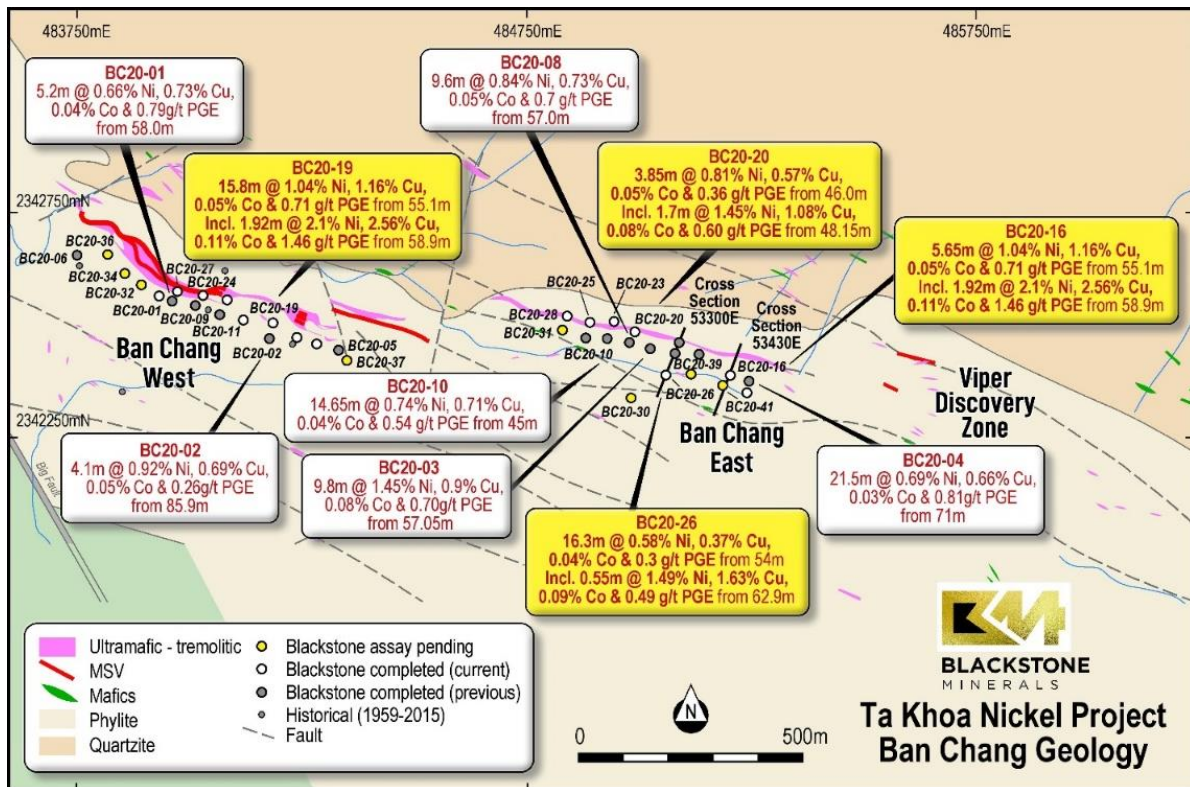 483750mE
484750mE
485750mE
BC20-01
5.2m @ 0.66% Ni, 0.73% Cu,
0.04% Co & 0.79g/t PGE
from 58.0m
BC20-08
9.6m @ 0.84% Ni, 0.73% Cu,
0.05% Co & 0.7 g/t PGE
from 57.0m
BC20-19
15.8m @ 1.04% Ni, 1.16% Cu,
0.05% Co & 0.71 g/t PGE from 55.1m
Incl. 1.92m @ 2.1% Ni, 2.56% Cu,
0.11% Co & 1.46 g/t PGE from 58.9m
BC20-20
3.85m @ 0.81% Ni, 0.57% Cu,
0.05% Co & 0.36 g/t PGE from 46.0m
Incl. 1.7m @ 1.45% Ni, 1.08% Cu,
0.08% Co & 0.60 g/t PGE from 48.15m
BC20-16
5.65m @ 1.04% Ni, 1.16% Cu,
0.05% Co & 0.71 g/t PGE from 55.1m
Incl. 1.92m @ 2.1% Ni, 2.56% Cu,
0.11% Co & 1.46 g/t PGE from 58.9m
2342750mN
BC20-36
BC20-06
BC20-34
BC20-32
BC20-01
BC20-27
BC20-24
BC20-09
BC20-11
BC20-19
BC20-02
BC20-05
BC20-37
BC20-25
BC20-23
BC20-28
BC20-31
BC20-20
BC20-10
BC20-39
BC20-16
BC20-26
BC20-41
BC20-30
Cross
Section
53300E
Cross
Section
53430E
Ban Chang
West
Ban Chang
East
Viper
Discovery
Zone
2342250mN
Big Fault
BC20-10
14.65m @ 0.74% Ni, 0.71% Cu,
0.04% Co & 0.54 g/t PGE from 45m
BC20-02
4.1m @ 0.92% Ni, 0.69% Cu,
0.05% Co & 0.26g/t PGE
from 85.9m
BC20-03
9.8m @ 1.45% Ni, 0.9% Cu,
0.08% Co & 0.70g/t PGE
from 57.05m
BC20-04
21.5m @ 0.69% Ni, 0.66% Cu,
0.03% Co & 0.81g/t PGE
from 71m
BC20-26
16.3m @ 0.58% Ni, 0.37% Cu,
0.04% Co & 0.3 g/t PGE from 54m
Incl. 0.55m @ 1.49% Ni, 1.63% Cu,
0.09% Co & 0.49 g/t PGE from 62.9m
Ultramafic - tremolitic
MSV
Mafics
Phylite
Quartzite
Blackstone assay pending
Blackstone completed (current)
Blackstone completed (previous)
Historical (1959-2015)
Fault
N
0
500m
BM
BLACKSTONE
MINERALS
Ta Khoa Nickel Project
Ban Chang Geology